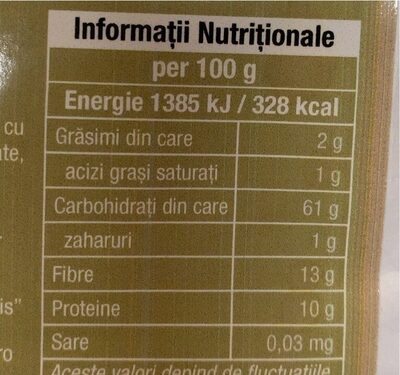 Informații Nutriționale
per 100 g
Energie 1385 kJ / 328 kcal
Grăsimi din care 2 g
acizi grași saturați 1 g
Carbohidrați din care 61 g
zaharuri 1 g
Fibre 13 g
Proteine 10 g
Sare 0,03 mg
Aceste valori depind de fluctuațiile
cu